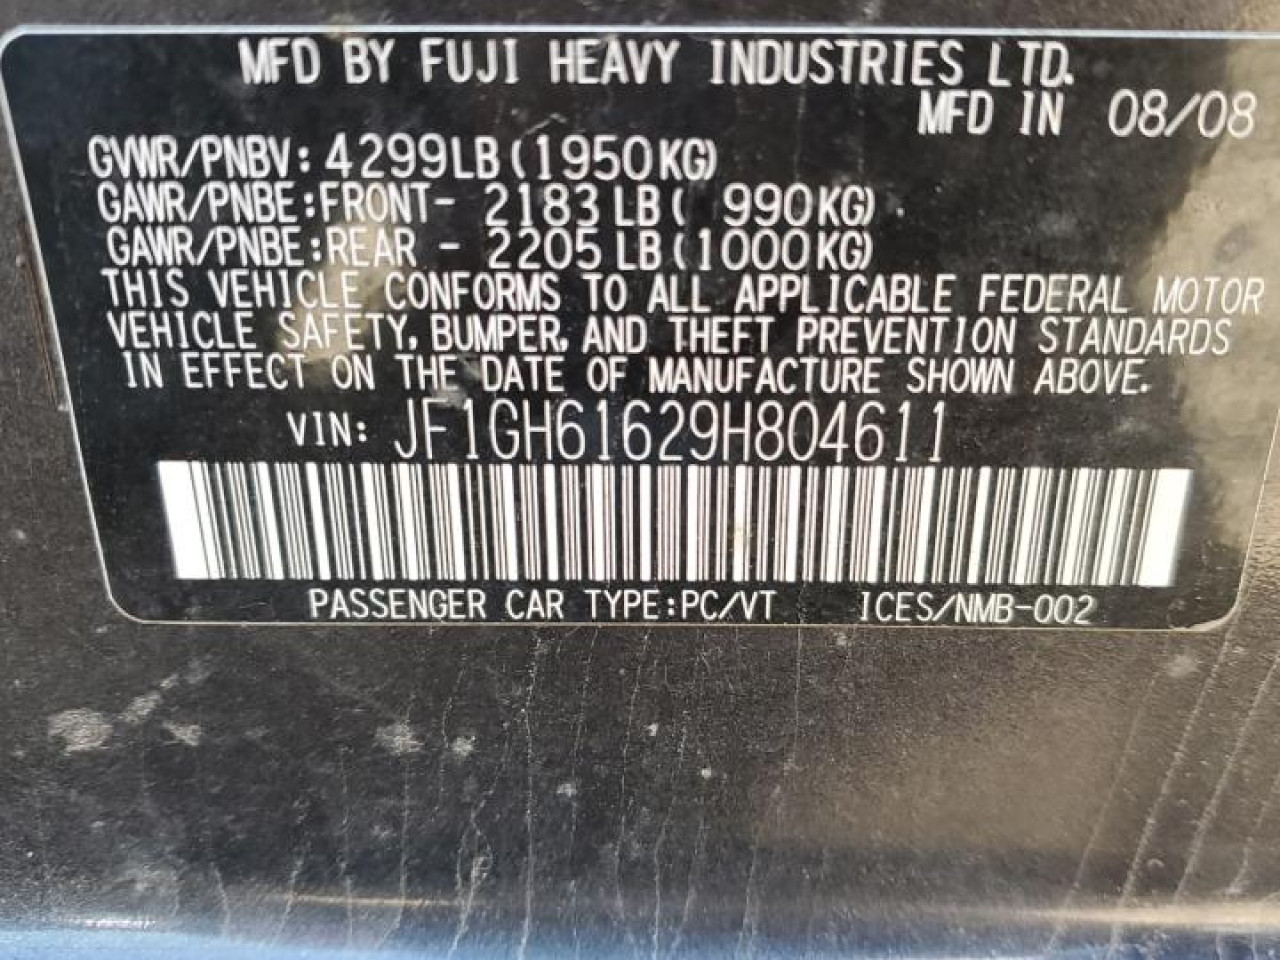 MFD BY FUJI HEAVY INDUSTRIES LTD.
MFD IN 08/08
GVWR/PNBV: 4299LB (1950KG)
GAWR/PNBE:FRONT- 2183 LB ( 990KG)
GAWR/PNBE:REAR - 2205 LB (1000KG)
THIS VEHICLE CONFORMS TO ALL APPLICABLE FEDERAL MOTOR
VEHICLE SAFETY, BUMPER, AND THEFT PREVENTION STANDARDS
IN EFFECT ON THE DATE OF MANUFACTURE SHOWN ABOVE.
VIN: JF1GH61629H804611
PASSENGER CAR TYPE:PC/VT ICES/NMB-002